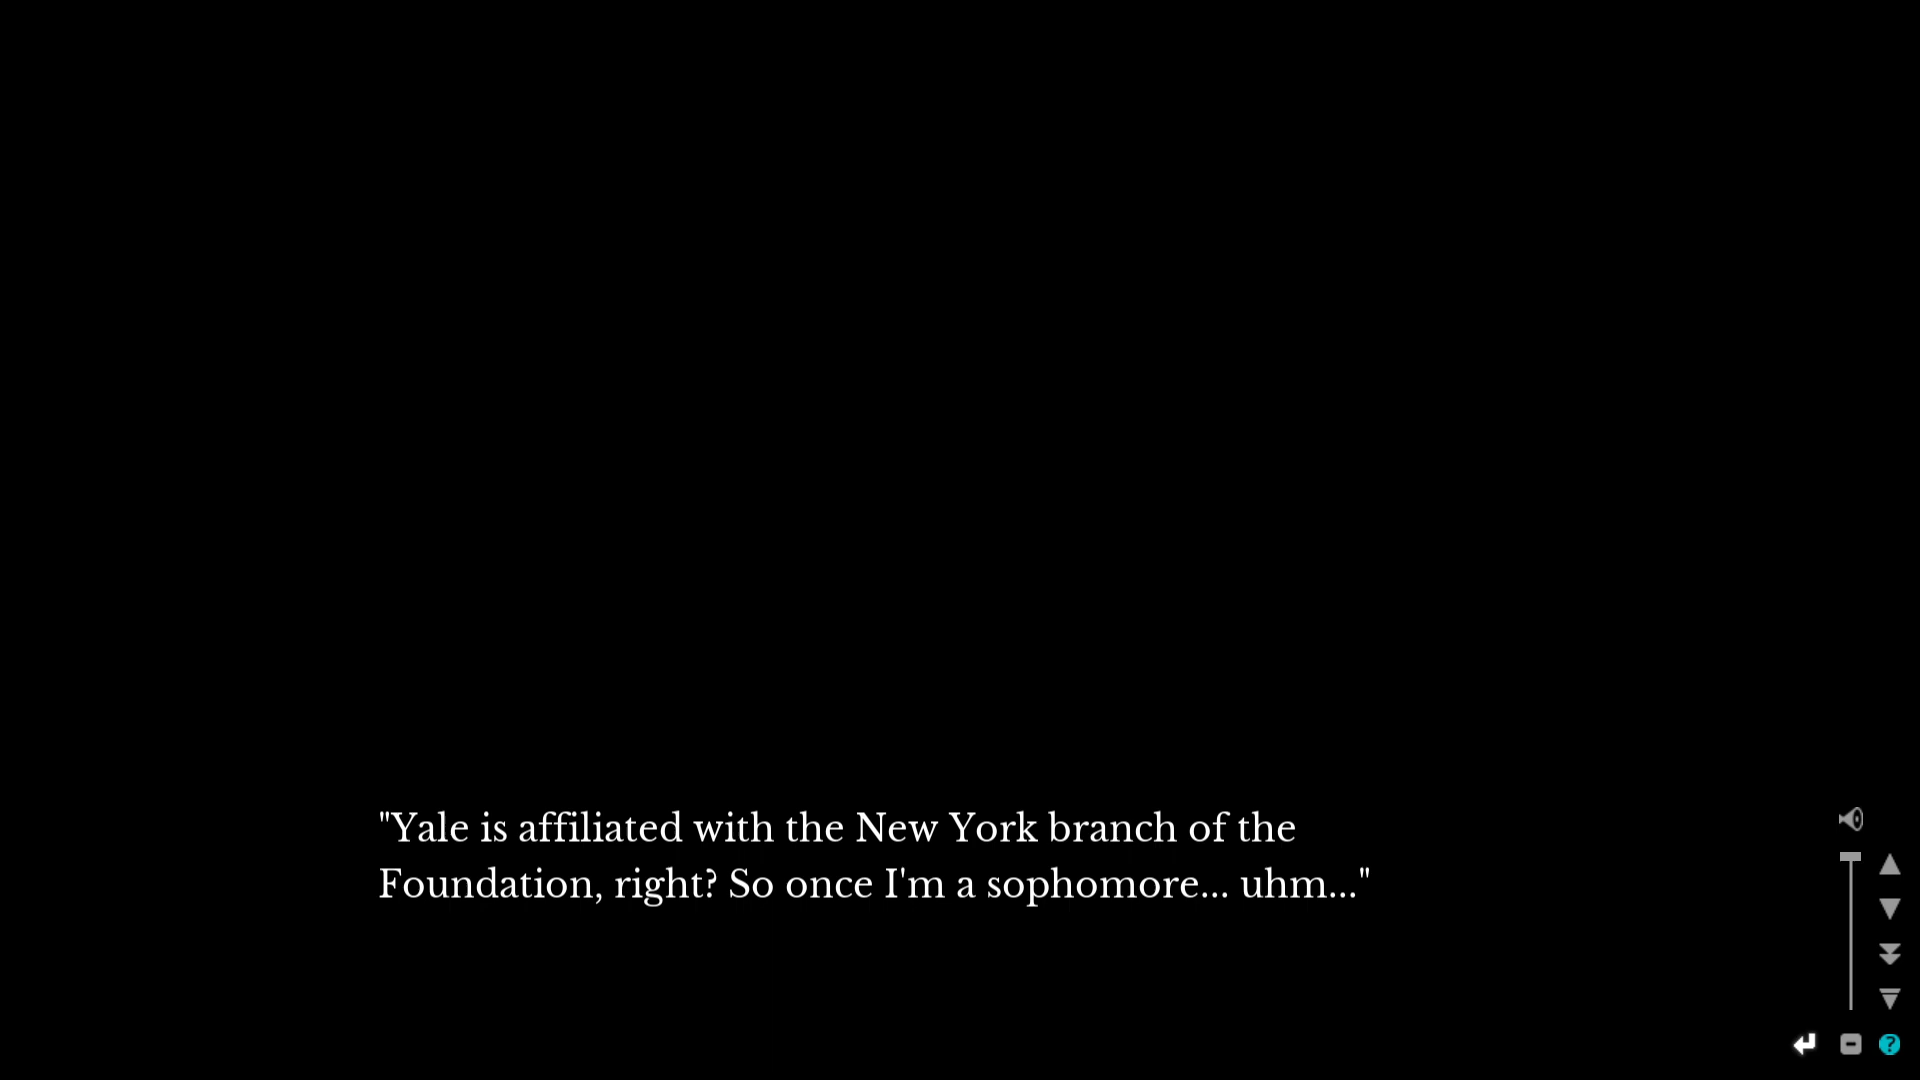 "Yale is affiliated with the New York branch of the
Foundation, right? So once I'm a sophomore... uhm..."